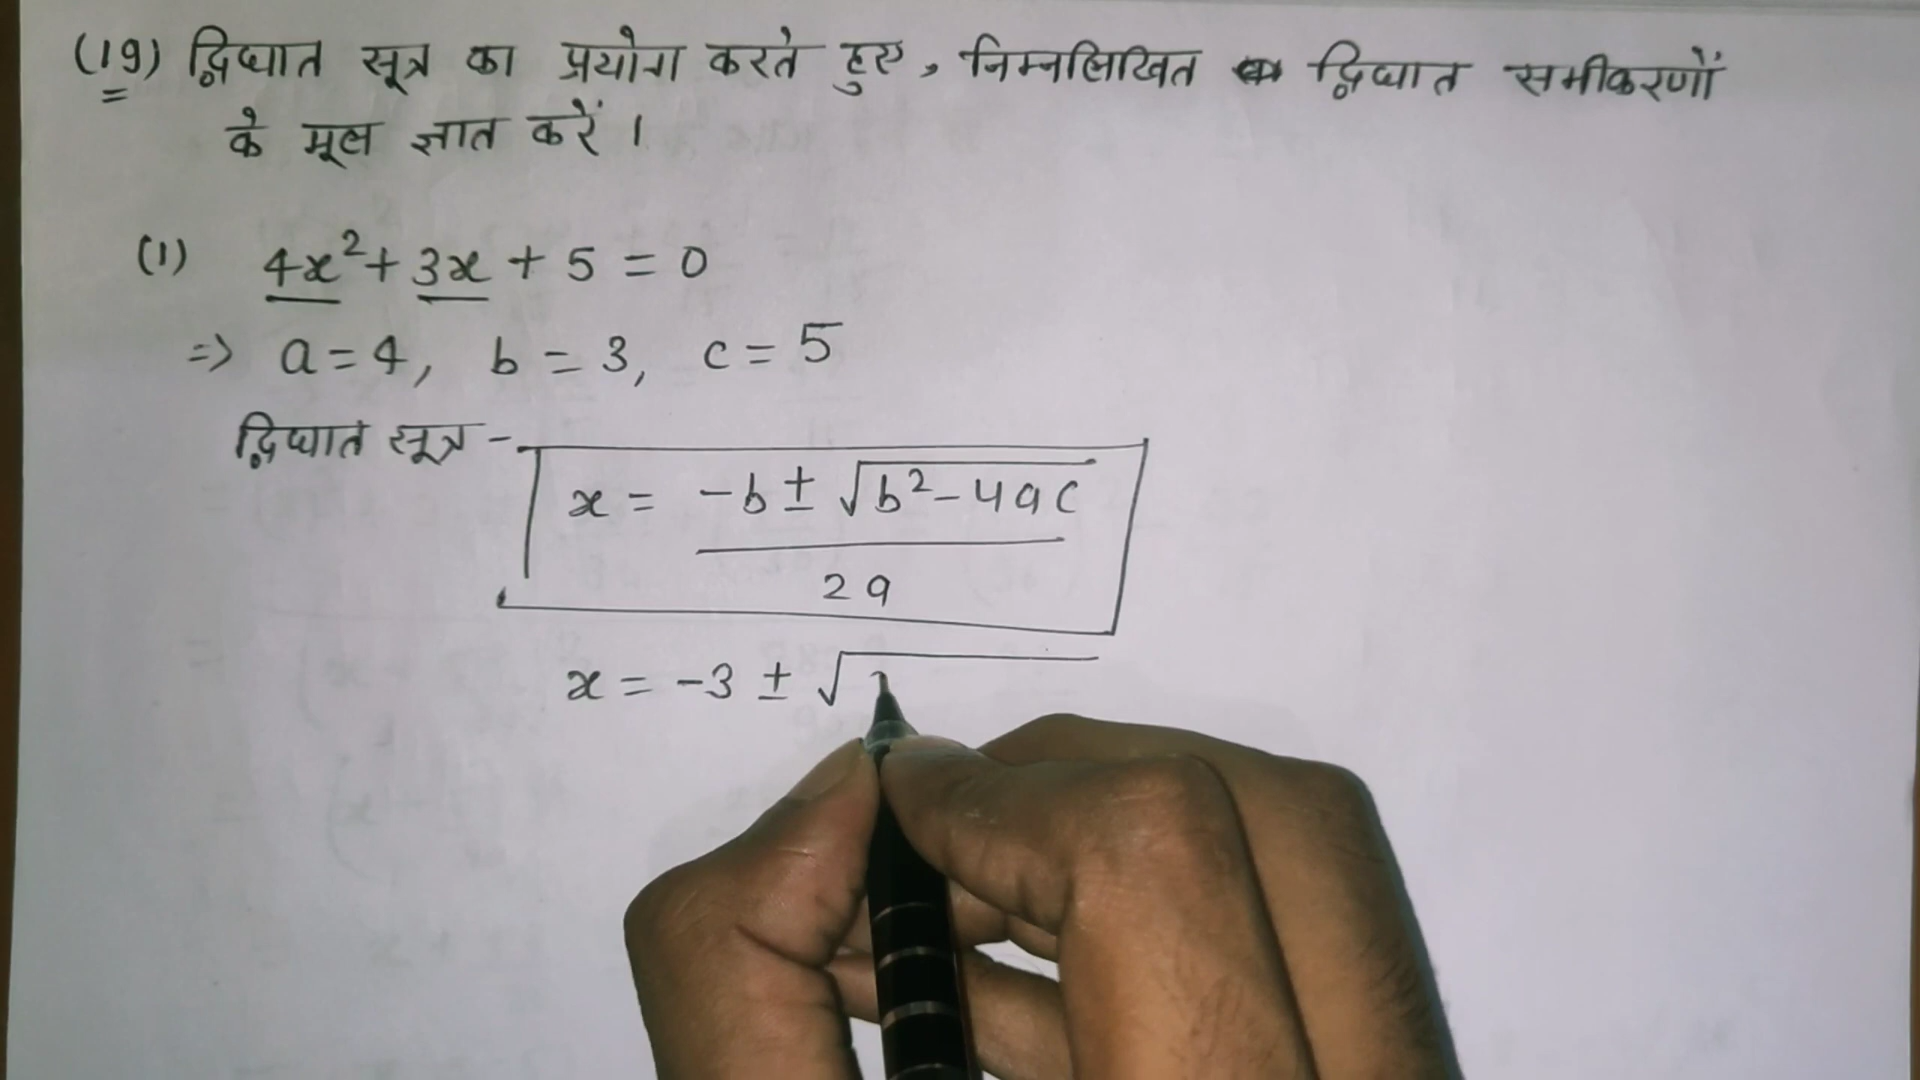 (19) द्विघात सूत्र का प्रयोग करते हुए, निम्नलिखित द्विघात समीकरणों
के मूल ज्ञात करें ।
(1) 4x² + 3x + 5 = 0
=> a = 4, b = 3, c = 5
द्विघात सूत्र -
x = -b ± √b² - 4ac
2a
x = -3 ± √